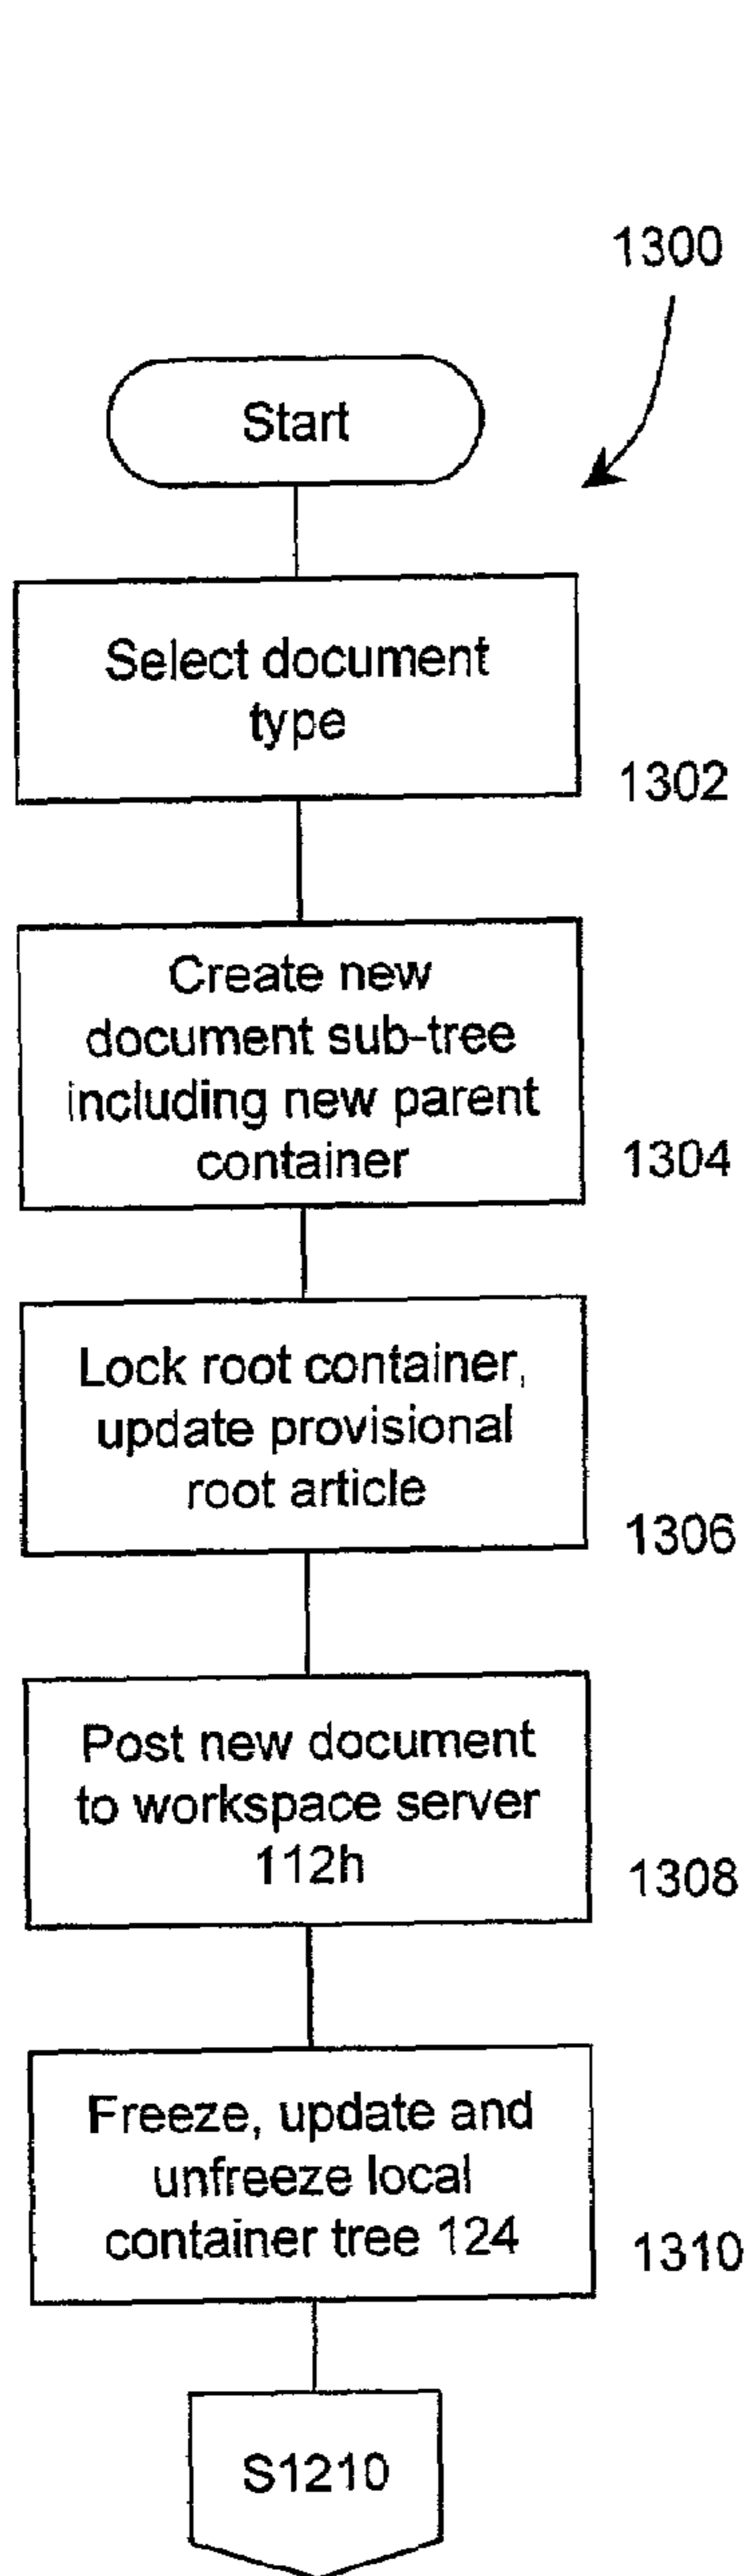 1300
Start
Select document
type
1302
Create new
document sub-tree
including new parent
container
1304
Lock root container,
update provisional
root article
1306
Post new document
to workspace server
112h
1308
Freeze, update and
unfreeze local
container tree 124
1310
S1210